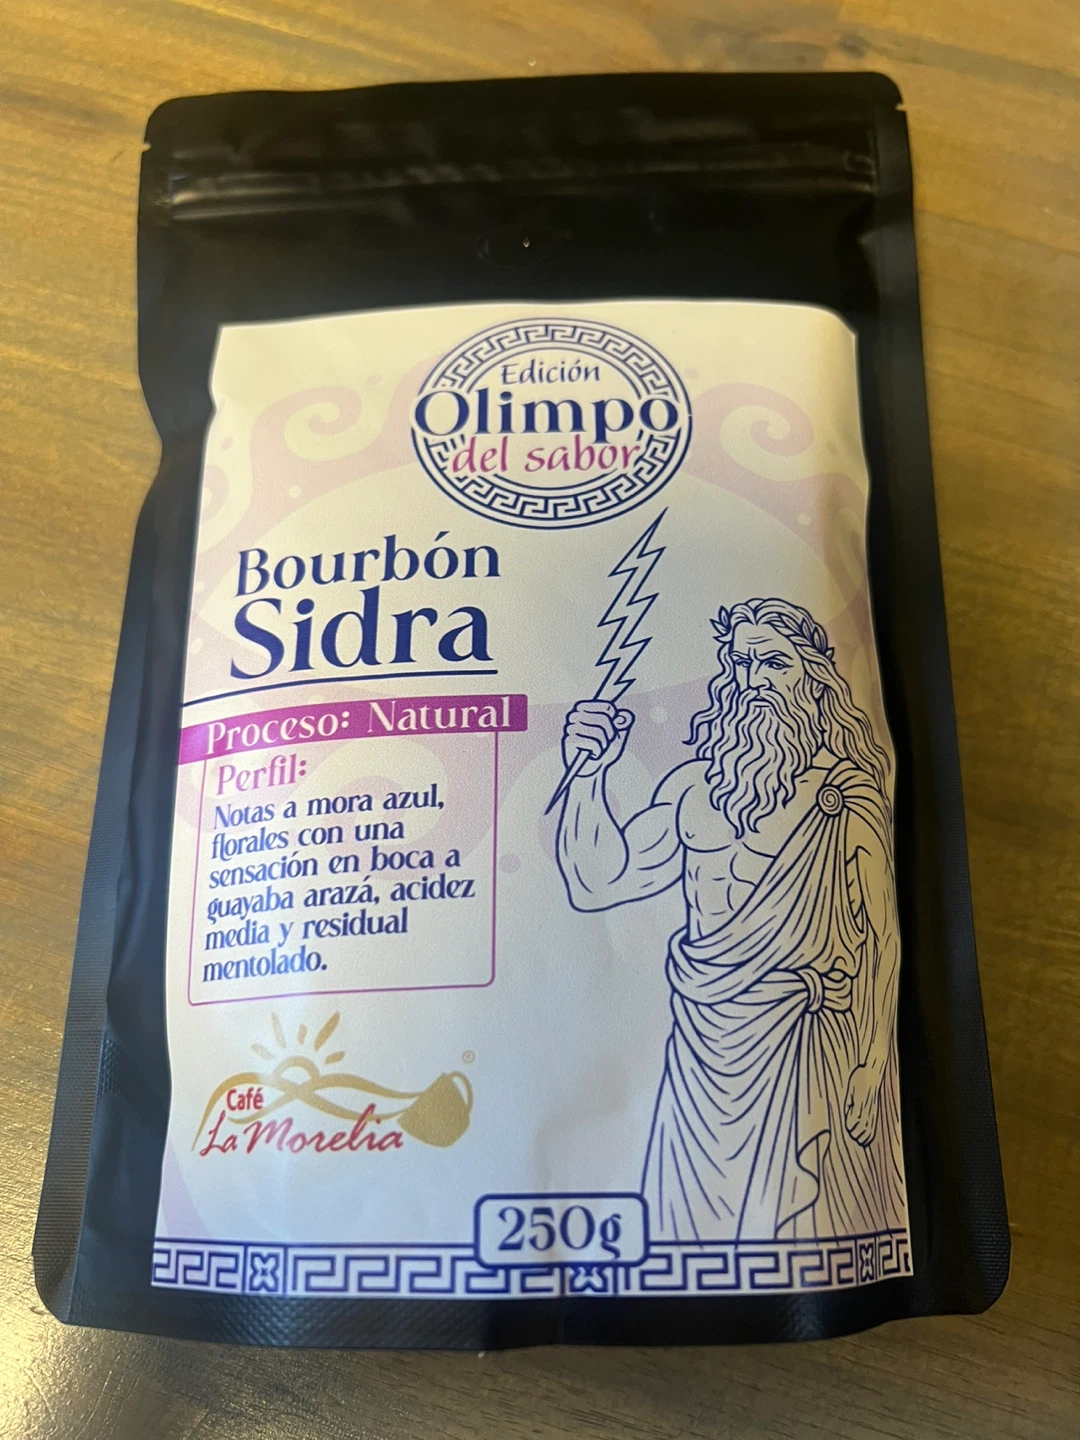 Edición
Olimpo
del sabor
Bourbón
Sidra
Proceso: Natural
Perfil:
Notas a mora azul,
florales con una
sensación en boca a
guayaba arazá, acidez
media y residual
mentolado.
®
Café
La Morelia
250g